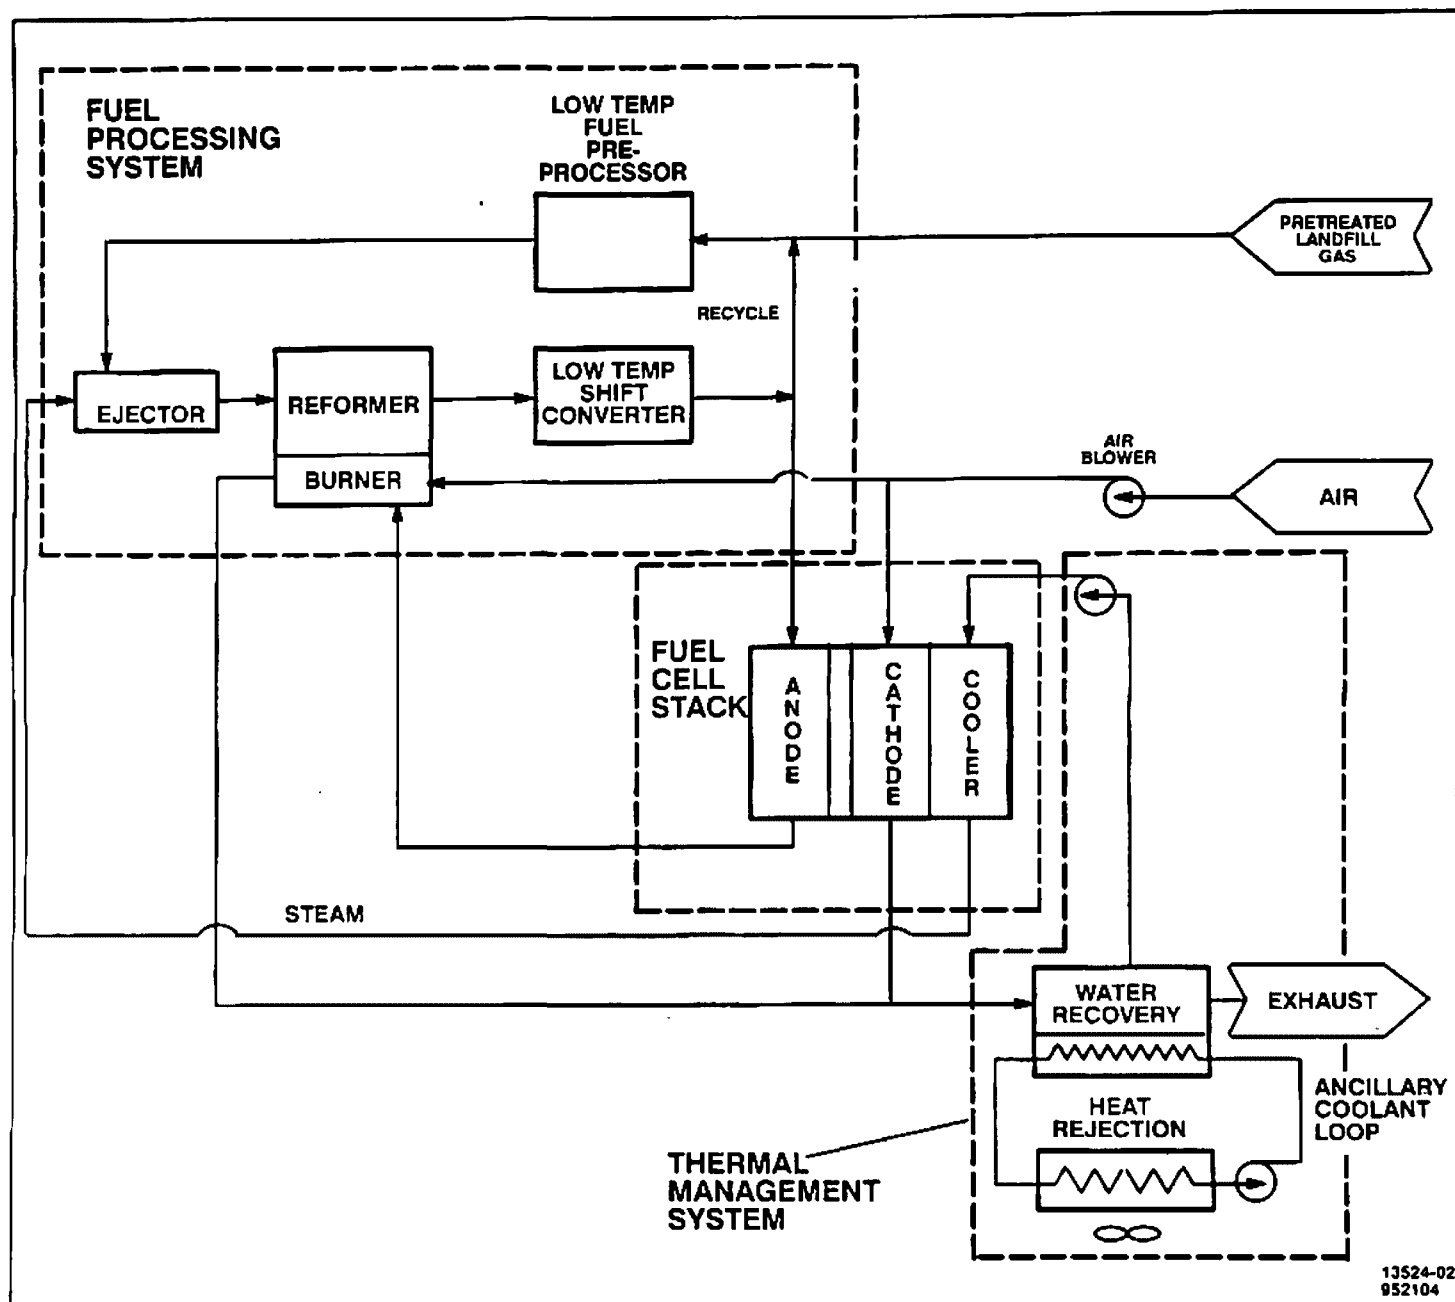 FUEL
PROCESSING
SYSTEM
LOW TEMP
FUEL
PRE-
PROCESSOR
PRETREATED
LANDFILL
GAS
RECYCLE
EJECTOR
REFORMER
BURNER
LOW TEMP
SHIFT
CONVERTER
AIR
BLOWER
AIR
FUEL
CELL
STACK
ANODE
CATHODE
COOLER
STEAM
WATER
RECOVERY
EXHAUST
HEAT
REJECTION
ANCILLARY
COOLANT
LOOP
THERMAL
MANAGEMENT
SYSTEM
13524-02
952104